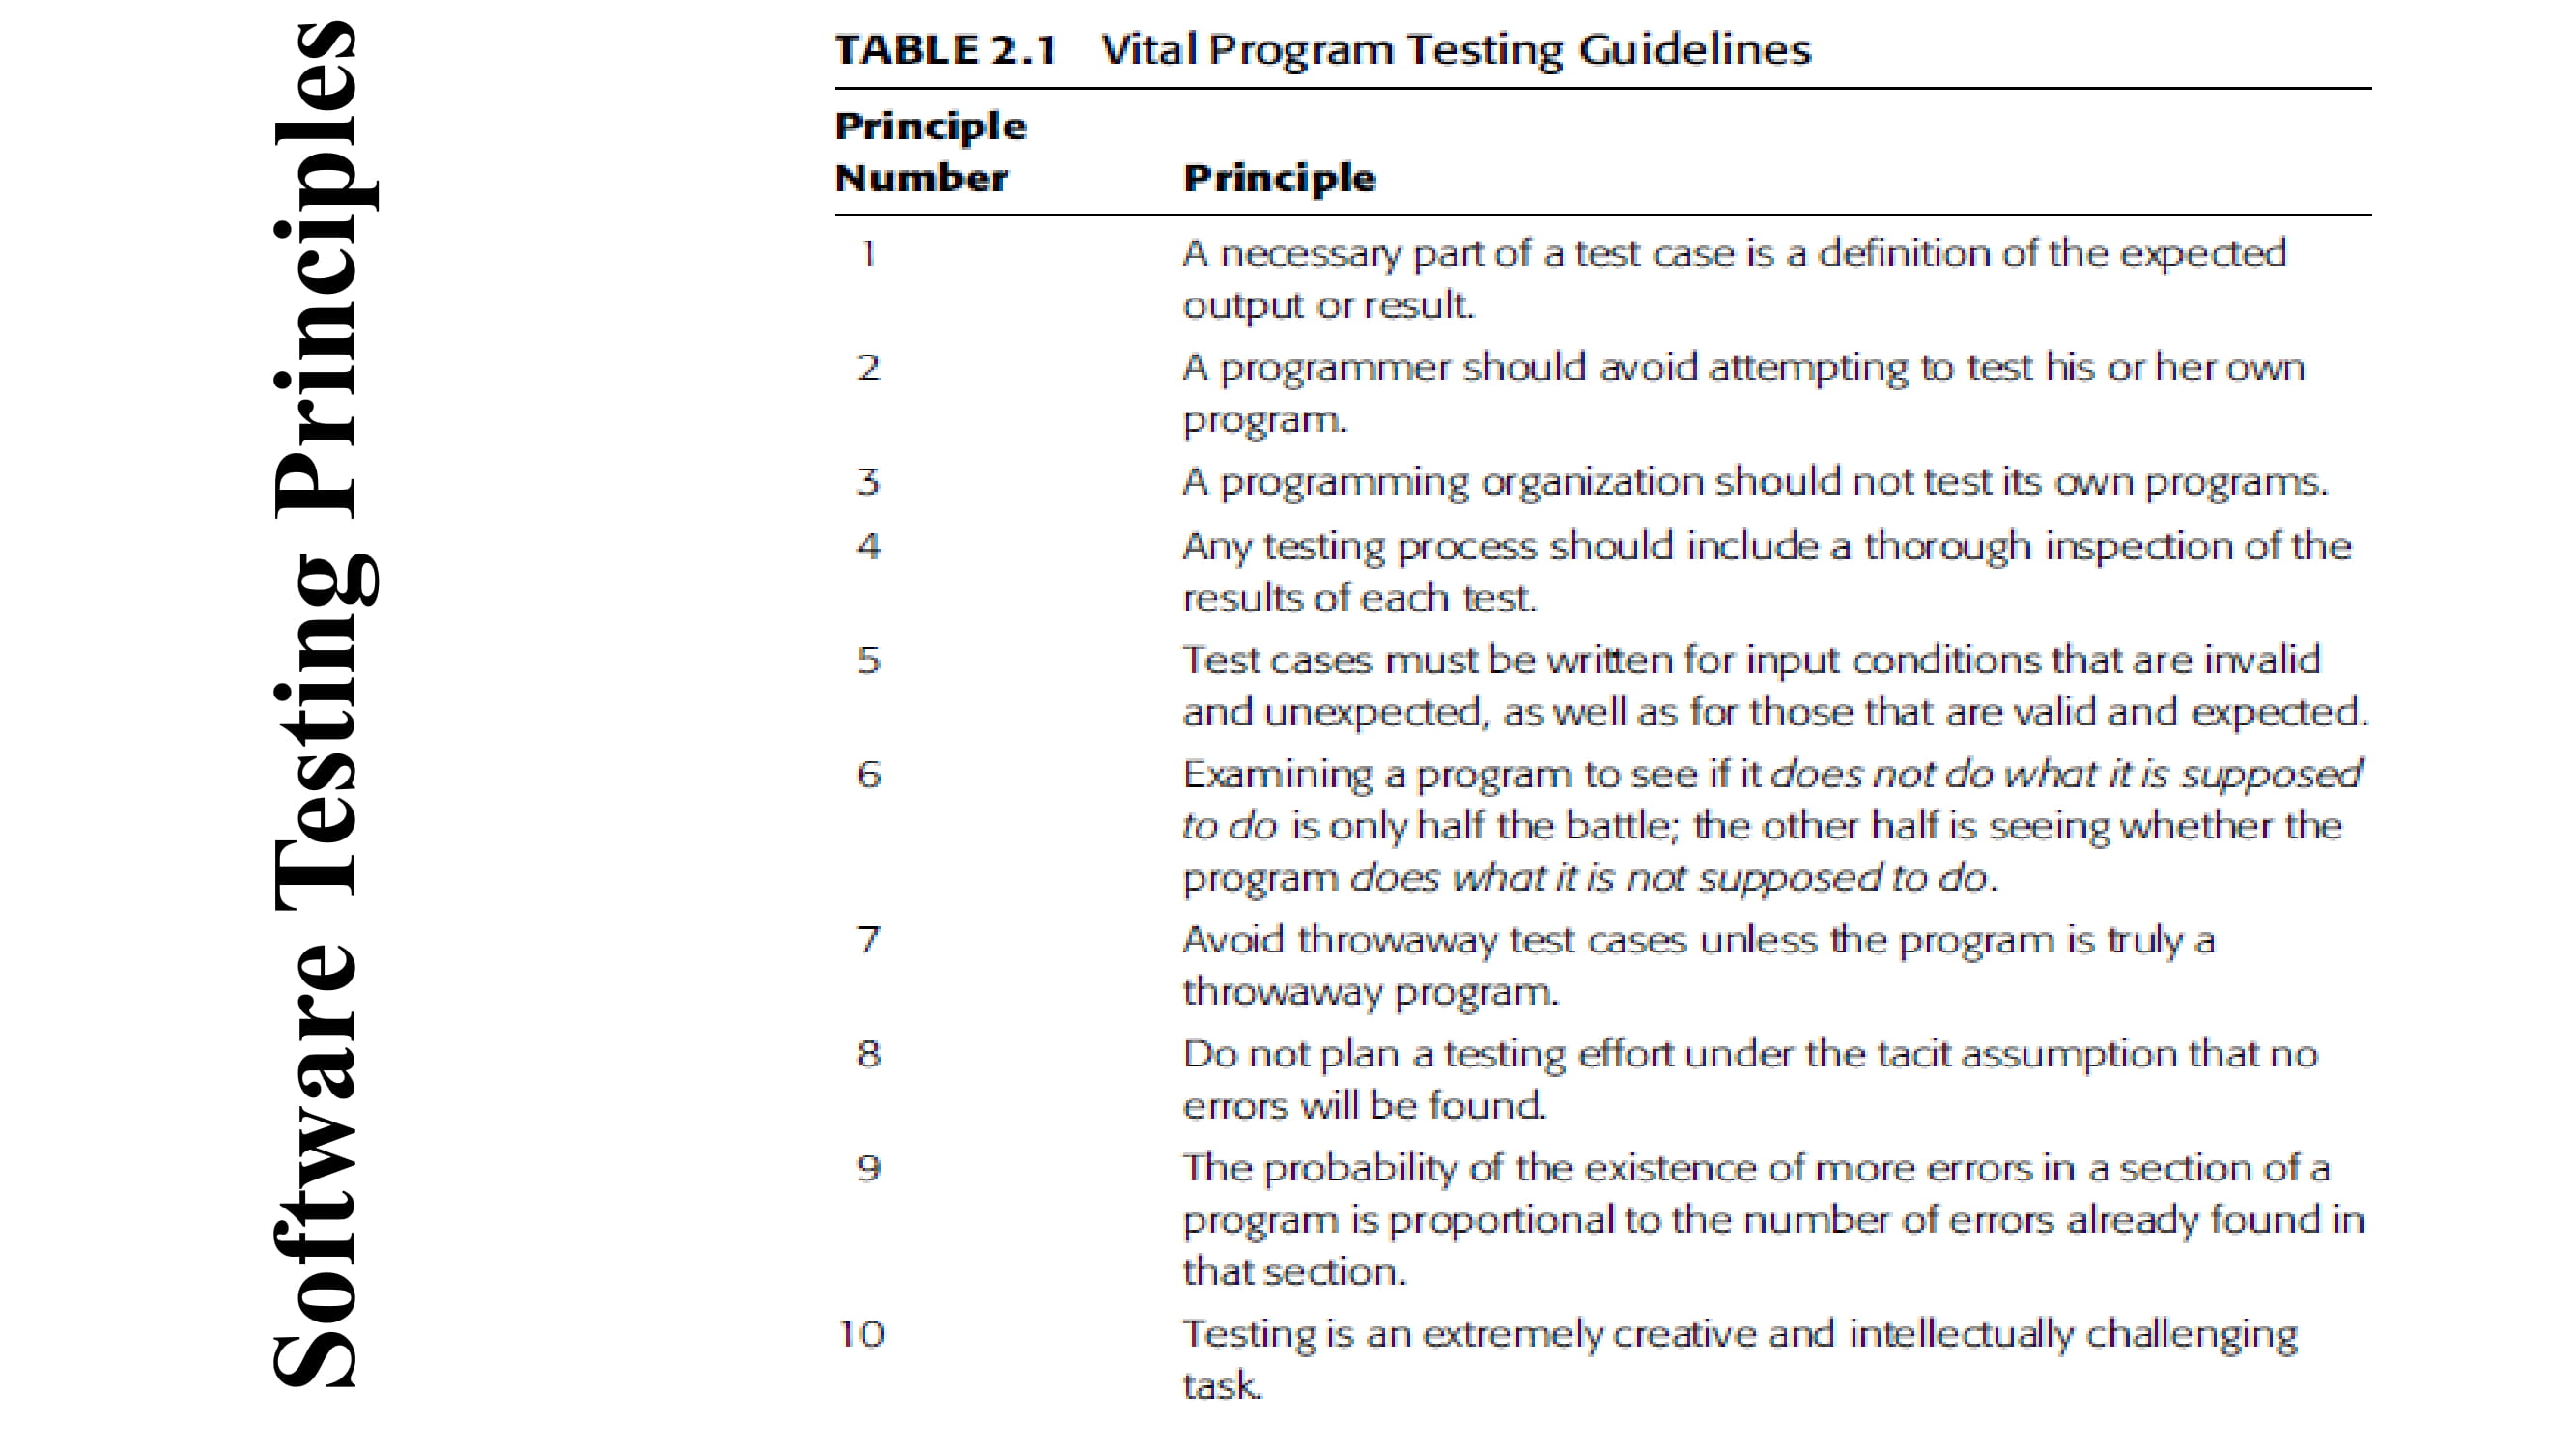 Software Testing Principles
TABLE 2.1 Vital Program Testing Guidelines
Principle
Number Principle
1 A necessary part of a test case is a definition of the expected
output or result.
2 A programmer should avoid attempting to test his or her own
program.
3 A programming organization should not test its own programs.
4 Any testing process should include a thorough inspection of the
results of each test.
5 Test cases must be written for input conditions that are invalid
and unexpected, as well as for those that are valid and expected.
6 Examining a program to see if it does not do what it is supposed
to do is only half the battle; the other half is seeing whether the
program does what it is not supposed to do.
7 Avoid throwaway test cases unless the program is truly a
throwaway program.
8 Do not plan a testing effort under the tacit assumption that no
errors will be found.
9 The probability of the existence of more errors in a section of a
program is proportional to the number of errors already found in
that section.
10 Testing is an extremely creative and intellectually challenging
task.